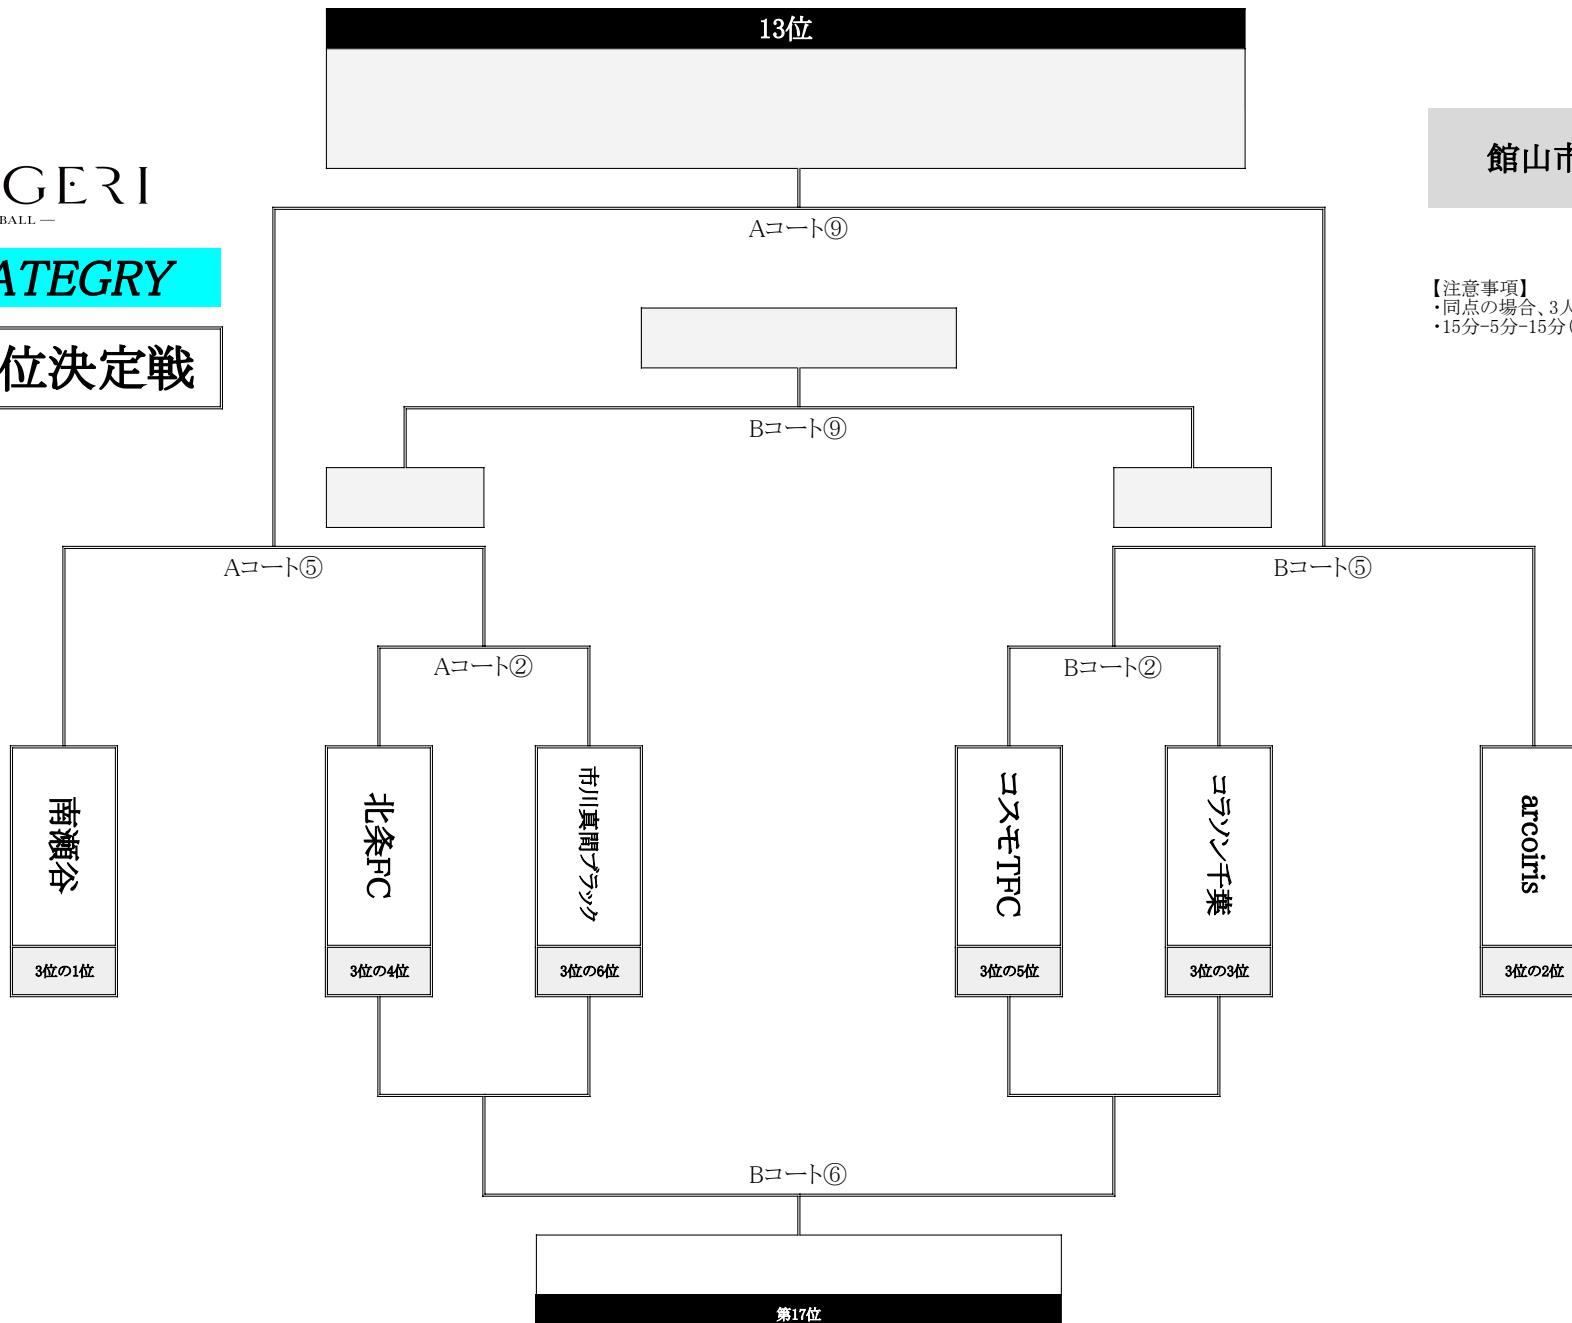 13位
館山市
GERI
BALL —
Aコート⑨
ATEGRY
【注意事項】
・同点の場合、3人
・15分-5分-15分(
位決定戦
Bコート⑨
Aコート⑤
Bコート⑤
Aコート②
Bコート②
南瀬谷
北条FC
市川真間ブラック
コスモTFC
コラソン千葉
arcoiris
3位の1位
3位の4位
3位の6位
3位の5位
3位の3位
3位の2位
Bコート⑥
第17位